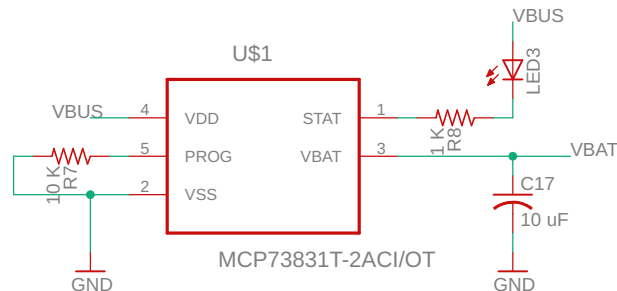 VBUS
U$1
LED3
VBUS
4
VDD
STAT
1
1 K
R8
5
PROG
VBAT
3
VBAT
10 K
R7
2
VSS
C17
10 uF
MCP73831T-2ACI/OT
GND
GND